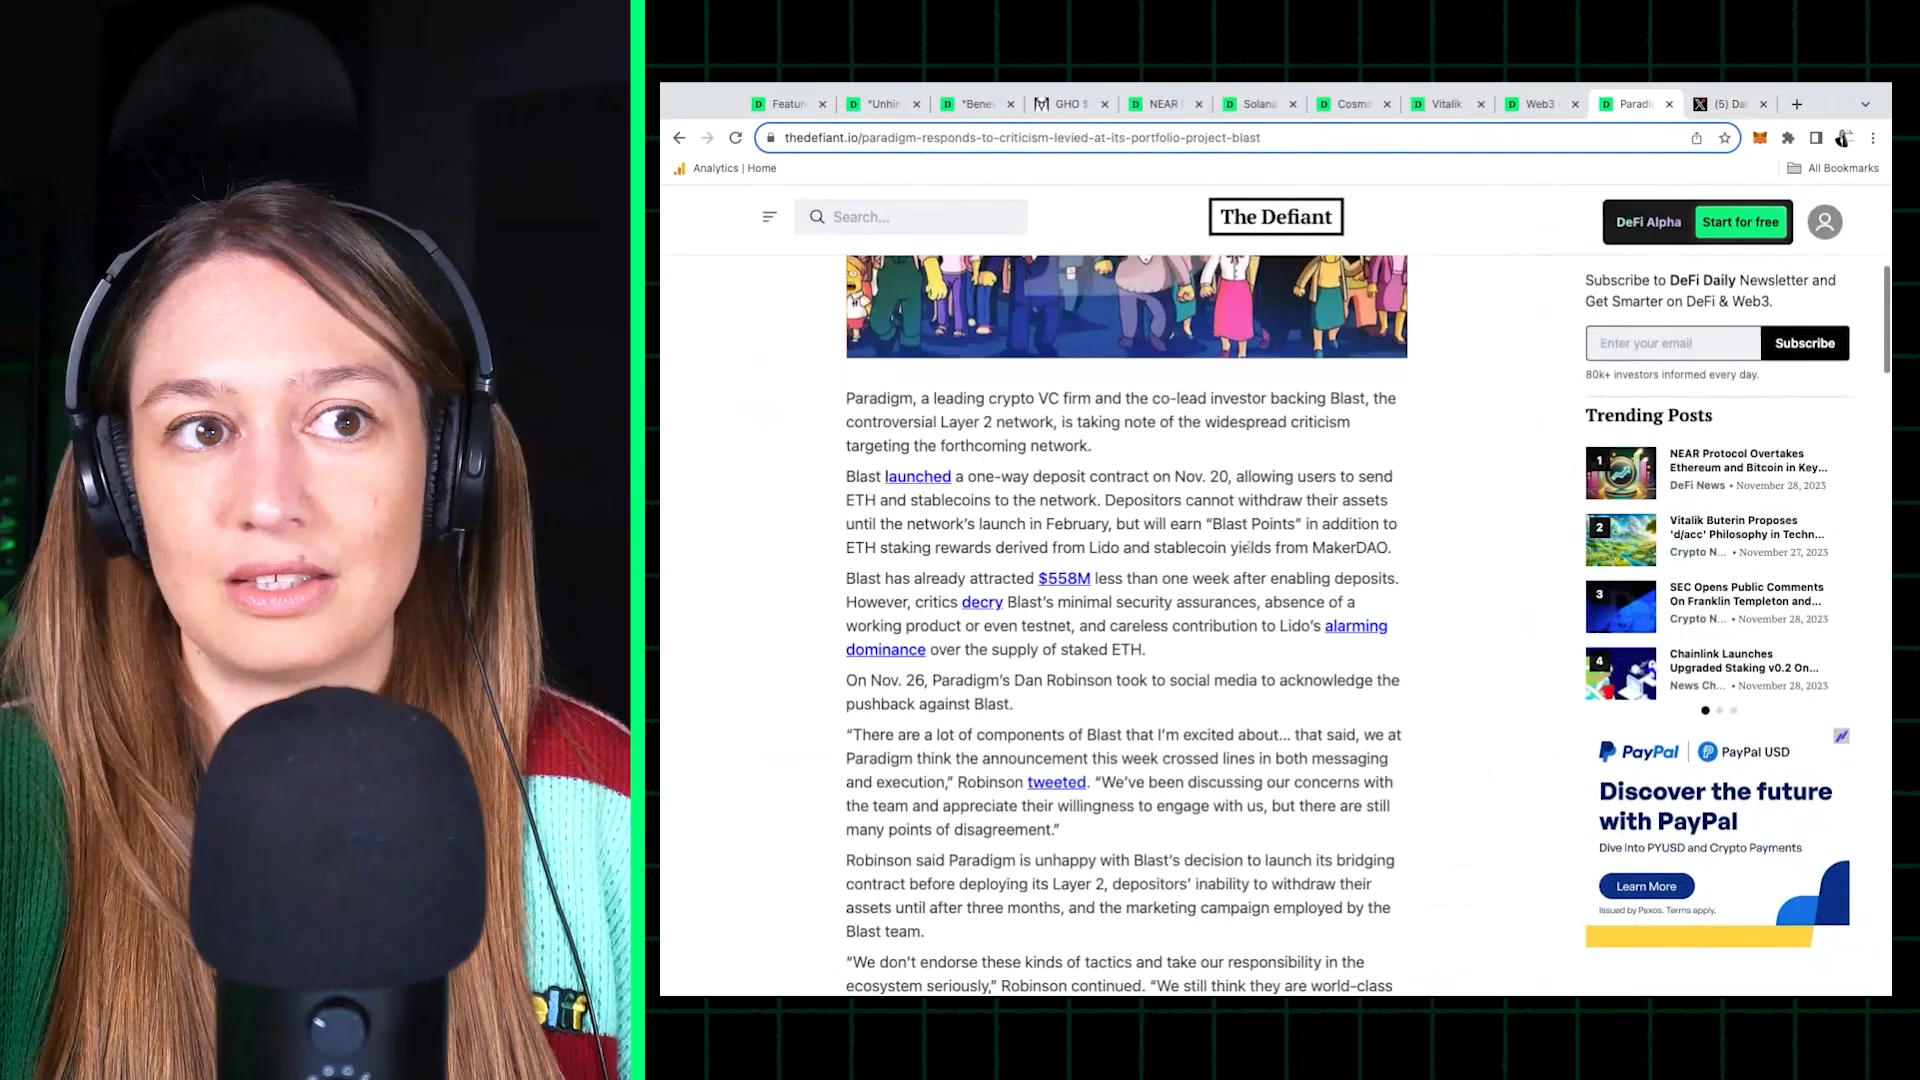 Featur
"Unhin
"Benev
GHO $
NEAR
Solana
Cosmo
Vitalik
Web3
Paradi
(5) Da
thedefiant.io/paradigm-responds-to-criticism-levied-at-its-portfolio-project-blast
Analytics | Home
All Bookmarks
Search...
The Defiant
DeFi Alpha
Start for free
Paradigm, a leading crypto VC firm and the co-lead investor backing Blast, the
controversial Layer 2 network, is taking note of the widespread criticism
targeting the forthcoming network.
Blast launched a one-way deposit contract on Nov. 20, allowing users to send
ETH and stablecoins to the network. Depositors cannot withdraw their assets
until the network's launch in February, but will earn “Blast Points” in addition to
ETH staking rewards derived from Lido and stablecoin yields from MakerDAO.
Blast has already attracted $558M less than one week after enabling deposits.
However, critics decry Blast's minimal security assurances, absence of a
working product or even testnet, and careless contribution to Lido's alarming
dominance over the supply of staked ETH.
On Nov. 26, Paradigm's Dan Robinson took to social media to acknowledge the
pushback against Blast.
“There are a lot of components of Blast that I'm excited about... that said, we at
Paradigm think the announcement this week crossed lines in both messaging
and execution,” Robinson tweeted. “We've been discussing our concerns with
the team and appreciate their willingness to engage with us, but there are still
many points of disagreement.”
Robinson said Paradigm is unhappy with Blast's decision to launch its bridging
contract before deploying its Layer 2, depositors' inability to withdraw their
assets until after three months, and the marketing campaign employed by the
Blast team.
“We don't endorse these kinds of tactics and take our responsibility in the
ecosystem seriously,” Robinson continued. “We still think they are world-class
Subscribe to DeFi Daily Newsletter and
Get Smarter on DeFi & Web3.
Enter your email
Subscribe
80k+ investors informed every day.
Trending Posts
1
NEAR Protocol Overtakes
Ethereum and Bitcoin in Key...
DeFi News • November 28, 2023
2
Vitalik Buterin Proposes
'd/acc' Philosophy in Techn...
Crypto N... • November 27, 2023
3
SEC Opens Public Comments
On Franklin Templeton and...
Crypto N... • November 28, 2023
4
Chainlink Launches
Upgraded Staking v0.2 On...
News Ch... • November 28, 2023
PayPal
PayPal USD
Discover the future
with PayPal
Dive Into PYUSD and Crypto Payments
Learn More
Issued by Paxos. Terms apply.